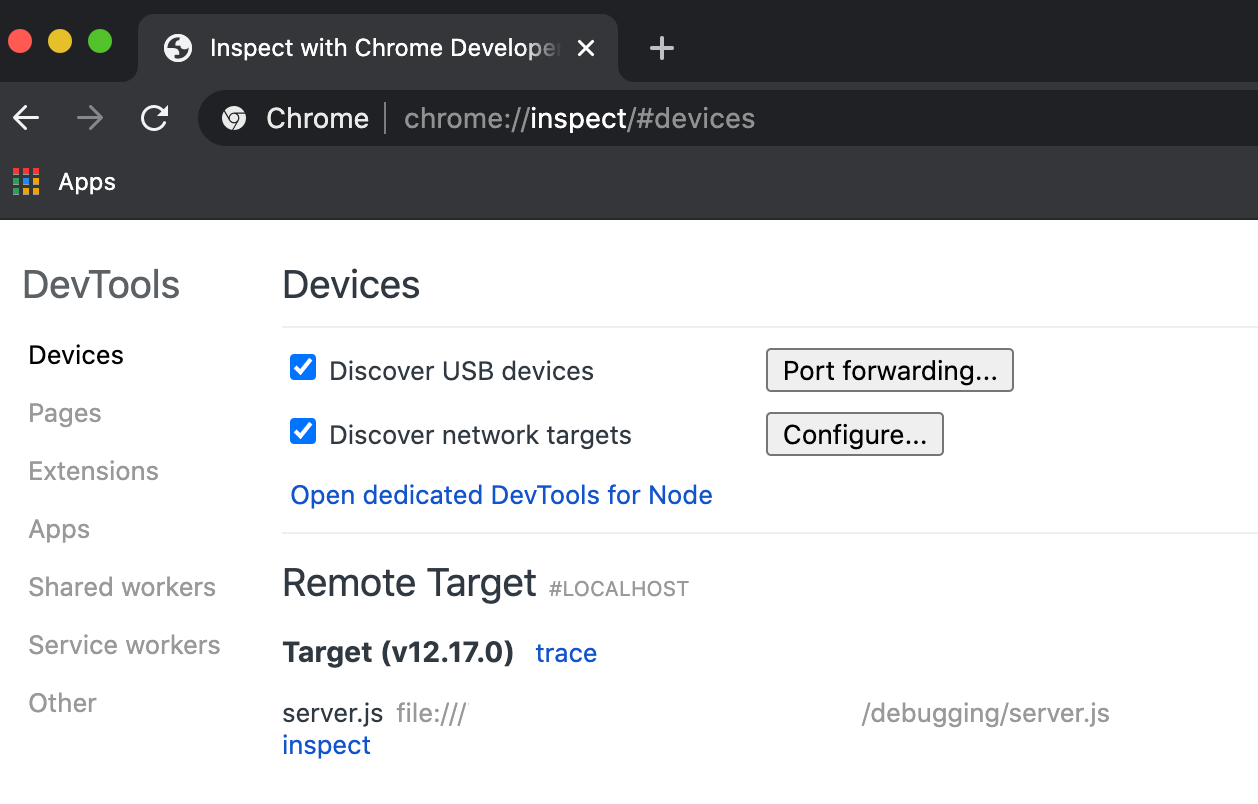 Inspect with Chrome Develope
Chrome chrome://inspect/#devices
Apps
DevTools
Devices
Pages
Extensions
Apps
Shared workers
Service workers
Other
Devices
Discover USB devices Port forwarding...
Discover network targets Configure...
Open dedicated DevTools for Node
Remote Target #LOCALHOST
Target (v12.17.0) trace
server.js file:/// /debugging/server.js
inspect